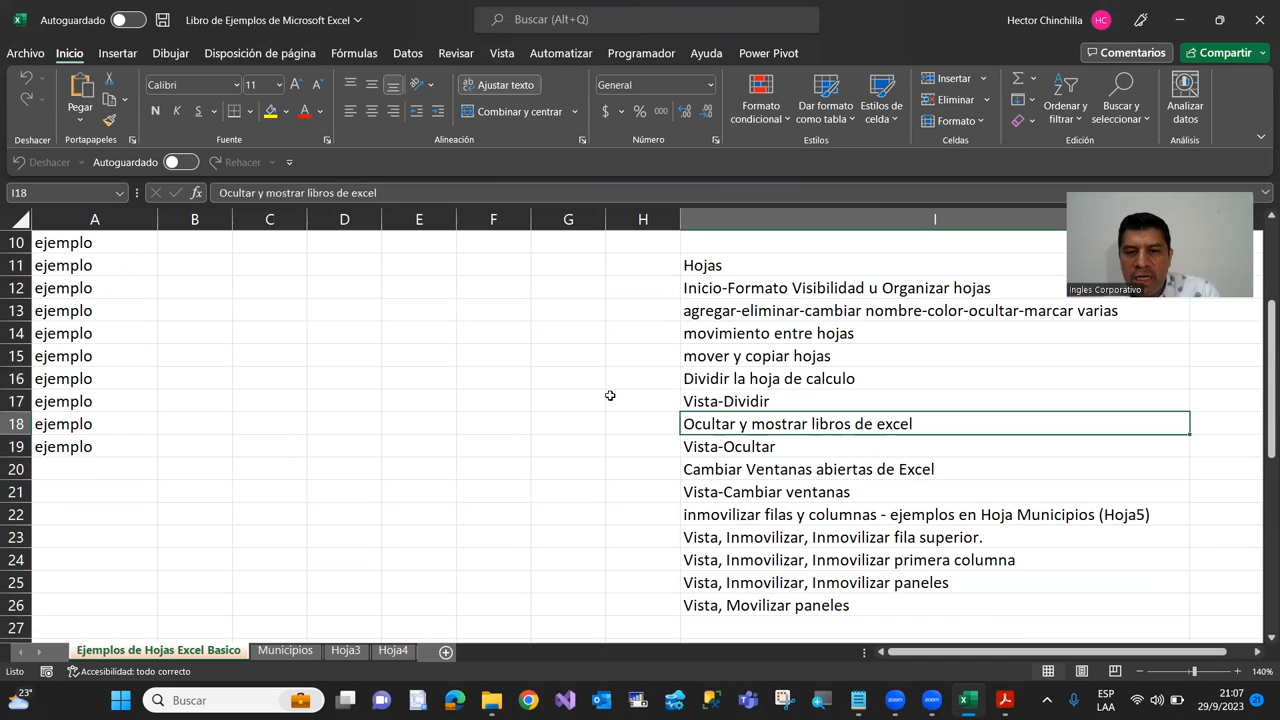 Autoguardado
Libro de Ejemplos de Microsoft Excel
Buscar (Alt+Q)
Hector Chinchilla
HC
Archivo Inicio Insertar Dibujar Disposición de página Fórmulas Datos Revisar Vista Automatizar Programador Ayuda Power Pivot
Comentarios
Compartir
Pegar
Calibri 11
N K S
Ajustar texto
Combinar y centrar
General
$ % 000
Formato condicional
Dar formato como tabla
Estilos de celda
Insertar
Eliminar
Formato
Ordenar y filtrar
Buscar y seleccionar
Analizar datos
Deshacer Portapapeles Fuente Alineación Número Estilos Celdas Edición Análisis
Deshacer Autoguardado Rehacer
I18 fx Ocultar y mostrar libros de excel
A B C D E F G H I
10 ejemplo
11 ejemplo Hojas
12 ejemplo Inicio-Formato Visibilidad u Organizar hojas
13 ejemplo agregar-eliminar-cambiar nombre-color-ocultar-marcar varias
14 ejemplo movimiento entre hojas
15 ejemplo mover y copiar hojas
16 ejemplo Dividir la hoja de calculo
17 ejemplo Vista-Dividir
18 ejemplo Ocultar y mostrar libros de excel
19 ejemplo Vista-Ocultar
20 Cambiar Ventanas abiertas de Excel
21 Vista-Cambiar ventanas
22 inmovilizar filas y columnas - ejemplos en Hoja Municipios (Hoja5)
23 Vista, Inmovilizar, Inmovilizar fila superior.
24 Vista, Inmovilizar, Inmovilizar primera columna
25 Vista, Inmovilizar, Inmovilizar paneles
26 Vista, Movilizar paneles
27
Ingles Corporativo
Ejemplos de Hojas Excel Basico Municipios Hoja3 Hoja4
Listo
Accesibilidad: todo correcto
140%
23°
Buscar
ESP
LAA
21:07
29/9/2023